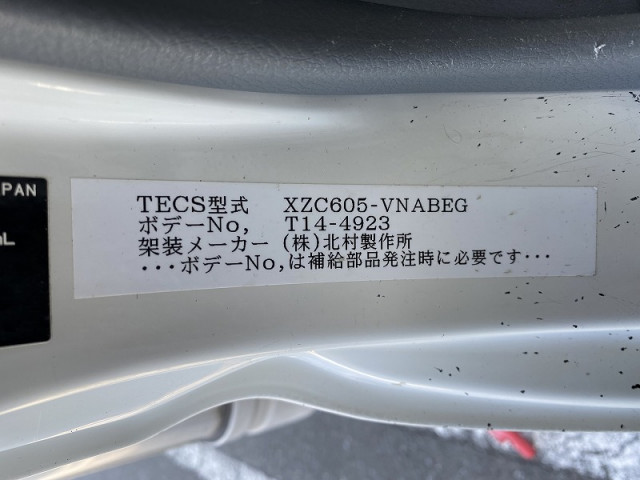 PAN
TECS型式 XZC605-VNABEG
ボデーNo, T14-4923
架装メーカー (株)北村製作所
･･･ボデーNo,は補給部品発注時に必要です･･･